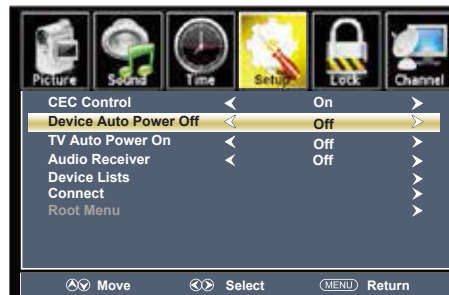 Picture Sound Time Setup Lock Channel
CEC Control On
Device Auto Power Off Off
TV Auto Power On Off
Audio Receiver Off
Device Lists
Connect
Root Menu
Move Select MENU Return